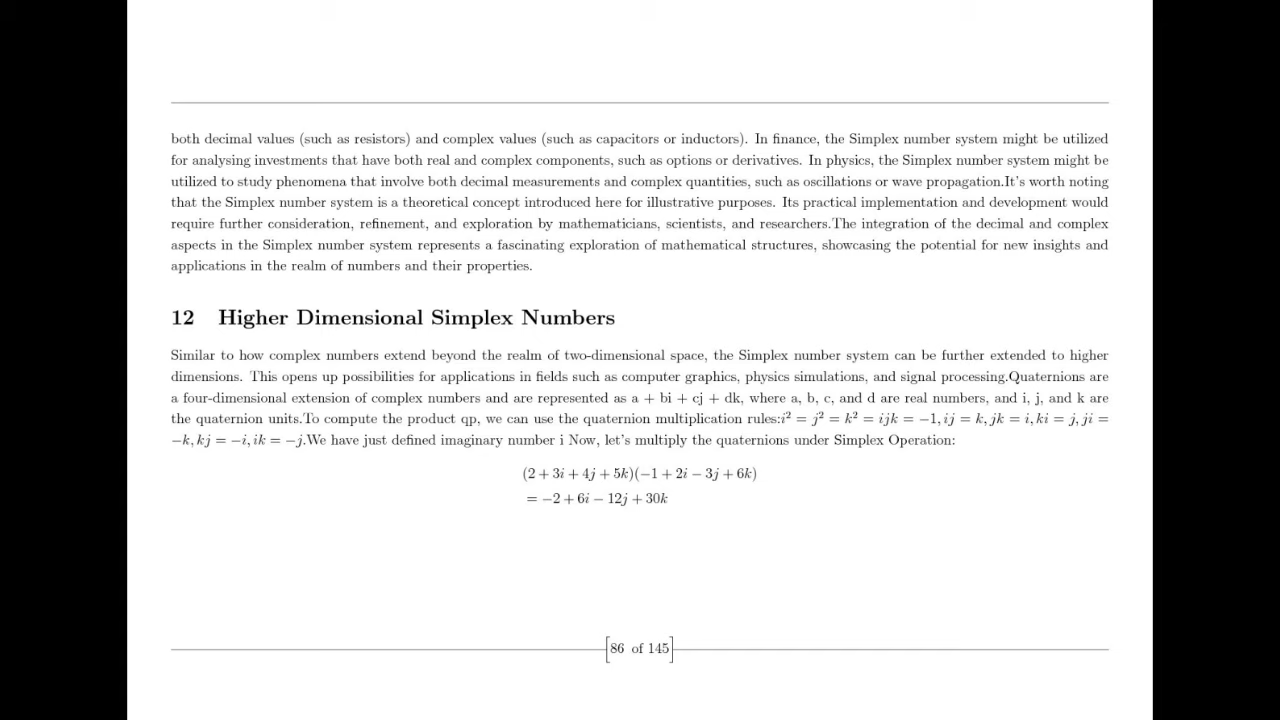 both decimal values (such as resistors) and complex values (such as capacitors or inductors). In finance, the Simplex number system might be utilized
for analysing investments that have both real and complex components, such as options or derivatives. In physics, the Simplex number system might be
utilized to study phenomena that involve both decimal measurements and complex quantities, such as oscillations or wave propagation.It's worth noting
that the Simplex number system is a theoretical concept introduced here for illustrative purposes. Its practical implementation and development would
require further consideration, refinement, and exploration by mathematicians, scientists, and researchers.The integration of the decimal and complex
aspects in the Simplex number system represents a fascinating exploration of mathematical structures, showcasing the potential for new insights and
applications in the realm of numbers and their properties.
12 Higher Dimensional Simplex Numbers
Similar to how complex numbers extend beyond the realm of two-dimensional space, the Simplex number system can be further extended to higher
dimensions. This opens up possibilities for applications in fields such as computer graphics, physics simulations, and signal processing.Quaternions are
a four-dimensional extension of complex numbers and are represented as a + bi + cj + dk, where a, b, c, and d are real numbers, and i, j, and k are
the quaternion units.To compute the product qp, we can use the quaternion multiplication rules:i² = j² = k² = ijk = −1, ij = k, jk = i, ki = j, ji =
−k, kj = −i, ik = −j.We have just defined imaginary number i Now, let's multiply the quaternions under Simplex Operation:
(2 + 3i + 4j + 5k)(−1 + 2i − 3j + 6k)
= −2 + 6i − 12j + 30k
86 of 145